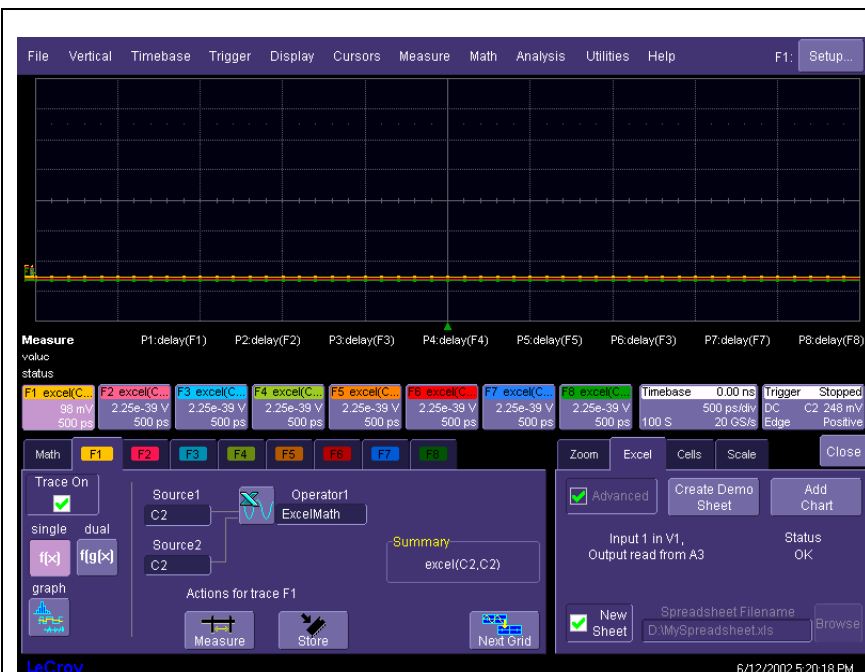 File Vertical Timebase Trigger Display Cursors Measure Math Analysis Utilities Help F1: Setup...
F1
Measure P1:delay(F1) P2:delay(F2) P3:delay(F3) P4:delay(F4) P5:delay(F5) P6:delay(F3) P7:delay(F7) P8:delay(F8)
value
status
F1 excel(C... F2 excel(C... F3 excel(C... F4 excel(C... F5 excel(C... F6 excel(C... F7 excel(C... F8 excel(C... Timebase 0.00 ns Trigger Stopped
98 mV 2.25e-39 V 2.25e-39 V 2.25e-39 V 2.25e-39 V 2.25e-39 V 2.25e-39 V 2.25e-39 V 500 ps/div DC C2 248 mV
500 ps 500 ps 500 ps 500 ps 500 ps 500 ps 500 ps 500 ps 100 S 20 GS/s Edge Positive
Math F1 F2 F3 F4 F5 F6 F7 F8 Zoom Excel Cells Scale Close
Trace On
Source1 Operator1
C2 ExcelMath
single dual
Source2
C2
f(x) f(g(x))
Summary
excel(C2,C2)
graph
Actions for trace F1
Measure Store Next Grid
Advanced Create Demo Sheet Add Chart
Input 1 in V1, Status
Output read from A3 OK
New Sheet Spreadsheet Filename
D:\MySpreadsheet.xls Browse
LeCroy 6/12/2002 5:20:18 PM